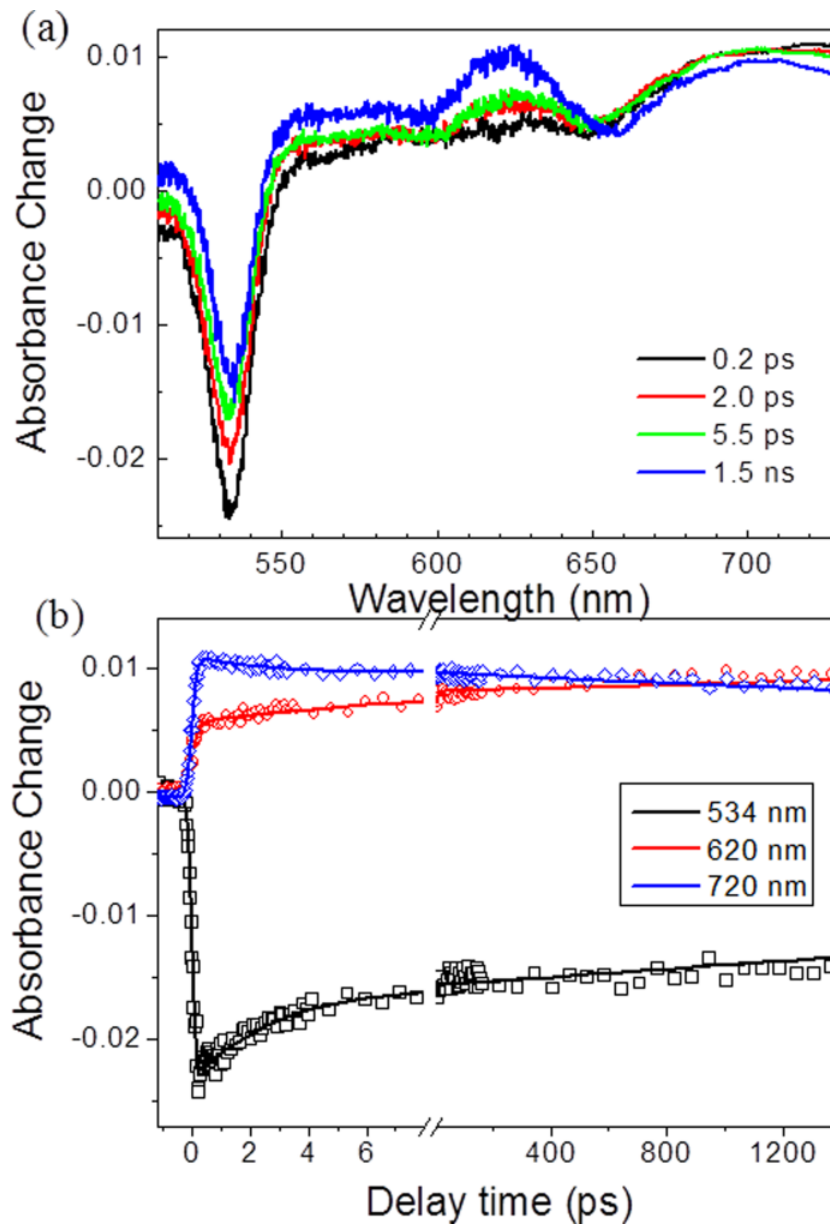 (a)
0.01
0.00
-0.01
-0.02
Absorbance Change
0.2 ps
2.0 ps
5.5 ps
1.5 ns
550 600 650 700
Wavelength (nm)
(b)
0.01
0.00
-0.01
-0.02
Absorbance Change
534 nm
620 nm
720 nm
0 2 4 6 400 800 1200
Delay time (ps)